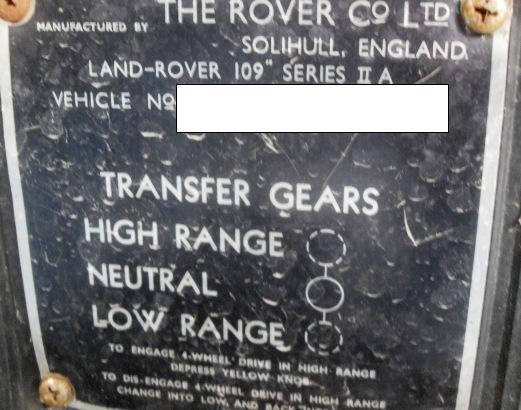 MANUFACTURED BY THE ROVER CO LTD
SOLIHULL, ENGLAND.
LAND-ROVER 109" SERIES II A
VEHICLE NO
TRANSFER GEARS
HIGH RANGE
NEUTRAL
LOW RANGE
TO ENGAGE 4-WHEEL DRIVE IN HIGH RANGE
DEPRESS YELLOW KNOB.
TO DIS-ENGAGE 4-WHEEL DRIVE IN HIGH RANGE
CHANGE INTO LOW, AND BACK INTO